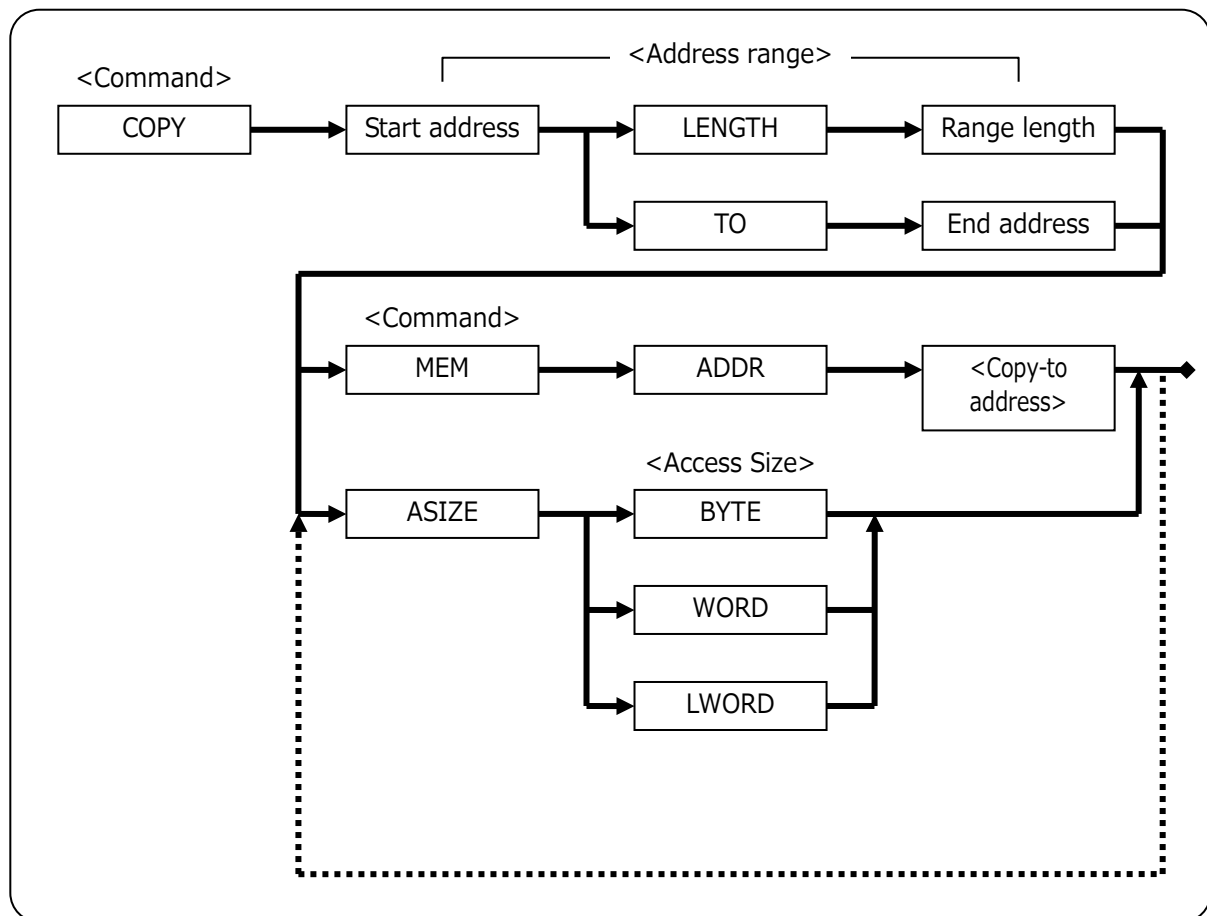 <Address range>
<Command>
COPY
Start address
LENGTH
Range length
TO
End address
<Command>
MEM
ADDR
<Copy-to
address>
<Access Size>
ASIZE
BYTE
WORD
LWORD